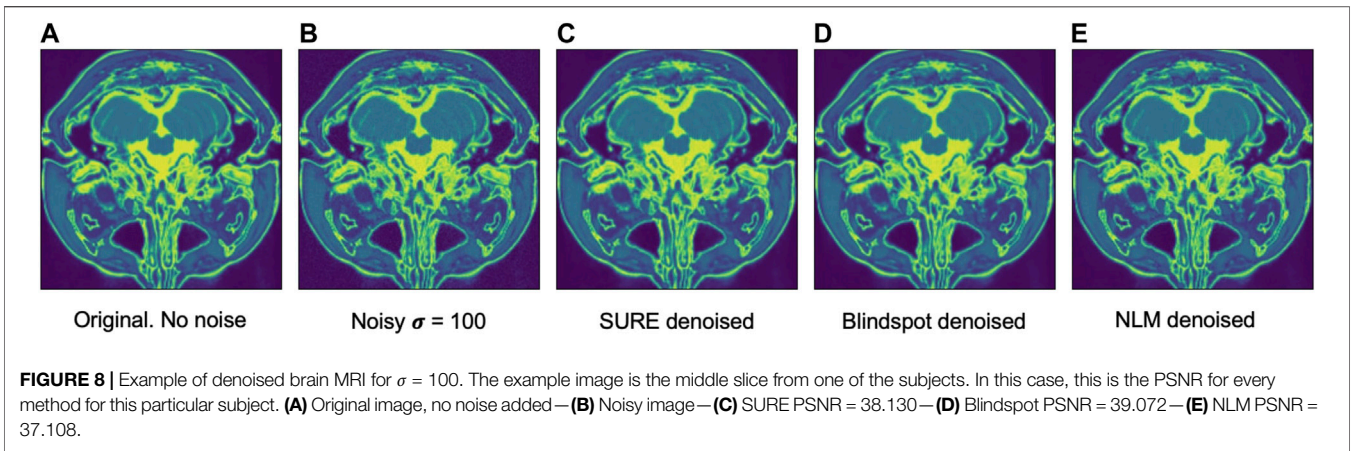 A B C D E
Original. No noise Noisy σ = 100 SURE denoised Blindspot denoised NLM denoised
FIGURE 8 | Example of denoised brain MRI for σ = 100. The example image is the middle slice from one of the subjects. In this case, this is the PSNR for every
method for this particular subject. (A) Original image, no noise added—(B) Noisy image—(C) SURE PSNR = 38.130—(D) Blindspot PSNR = 39.072—(E) NLM PSNR =
37.108.